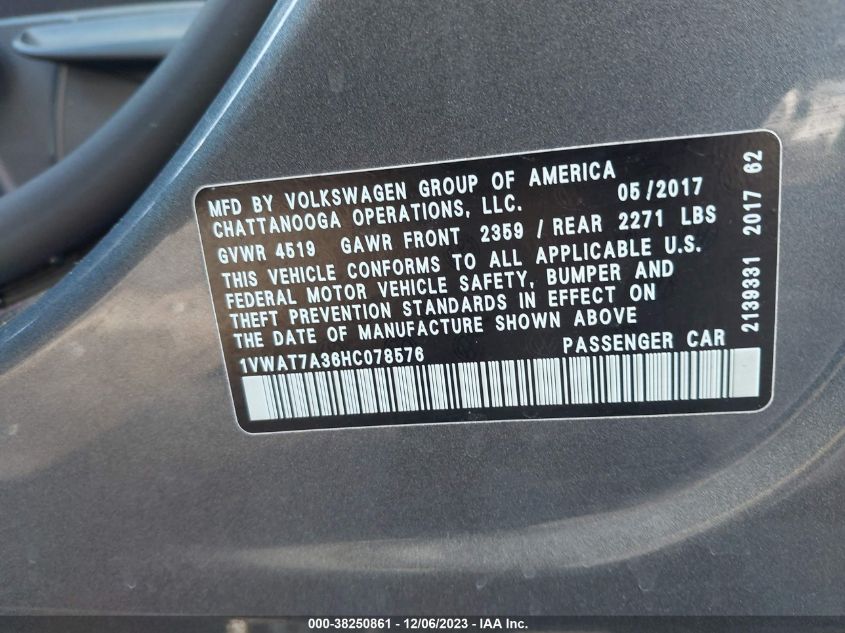 MFD BY VOLKSWAGEN GROUP OF AMERICA
CHATTANOOGA OPERATIONS, LLC. 05/2017
GVWR 4519 GAWR FRONT 2359 / REAR 2271 LBS
THIS VEHICLE CONFORMS TO ALL APPLICABLE U.S.
FEDERAL MOTOR VEHICLE SAFETY, BUMPER AND
THEFT PREVENTION STANDARDS IN EFFECT ON
THE DATE OF MANUFACTURE SHOWN ABOVE
1VWAT7A36HC078576 PASSENGER CAR
2139331 2017 62
000-38250861 - 12/06/2023 - IAA Inc.